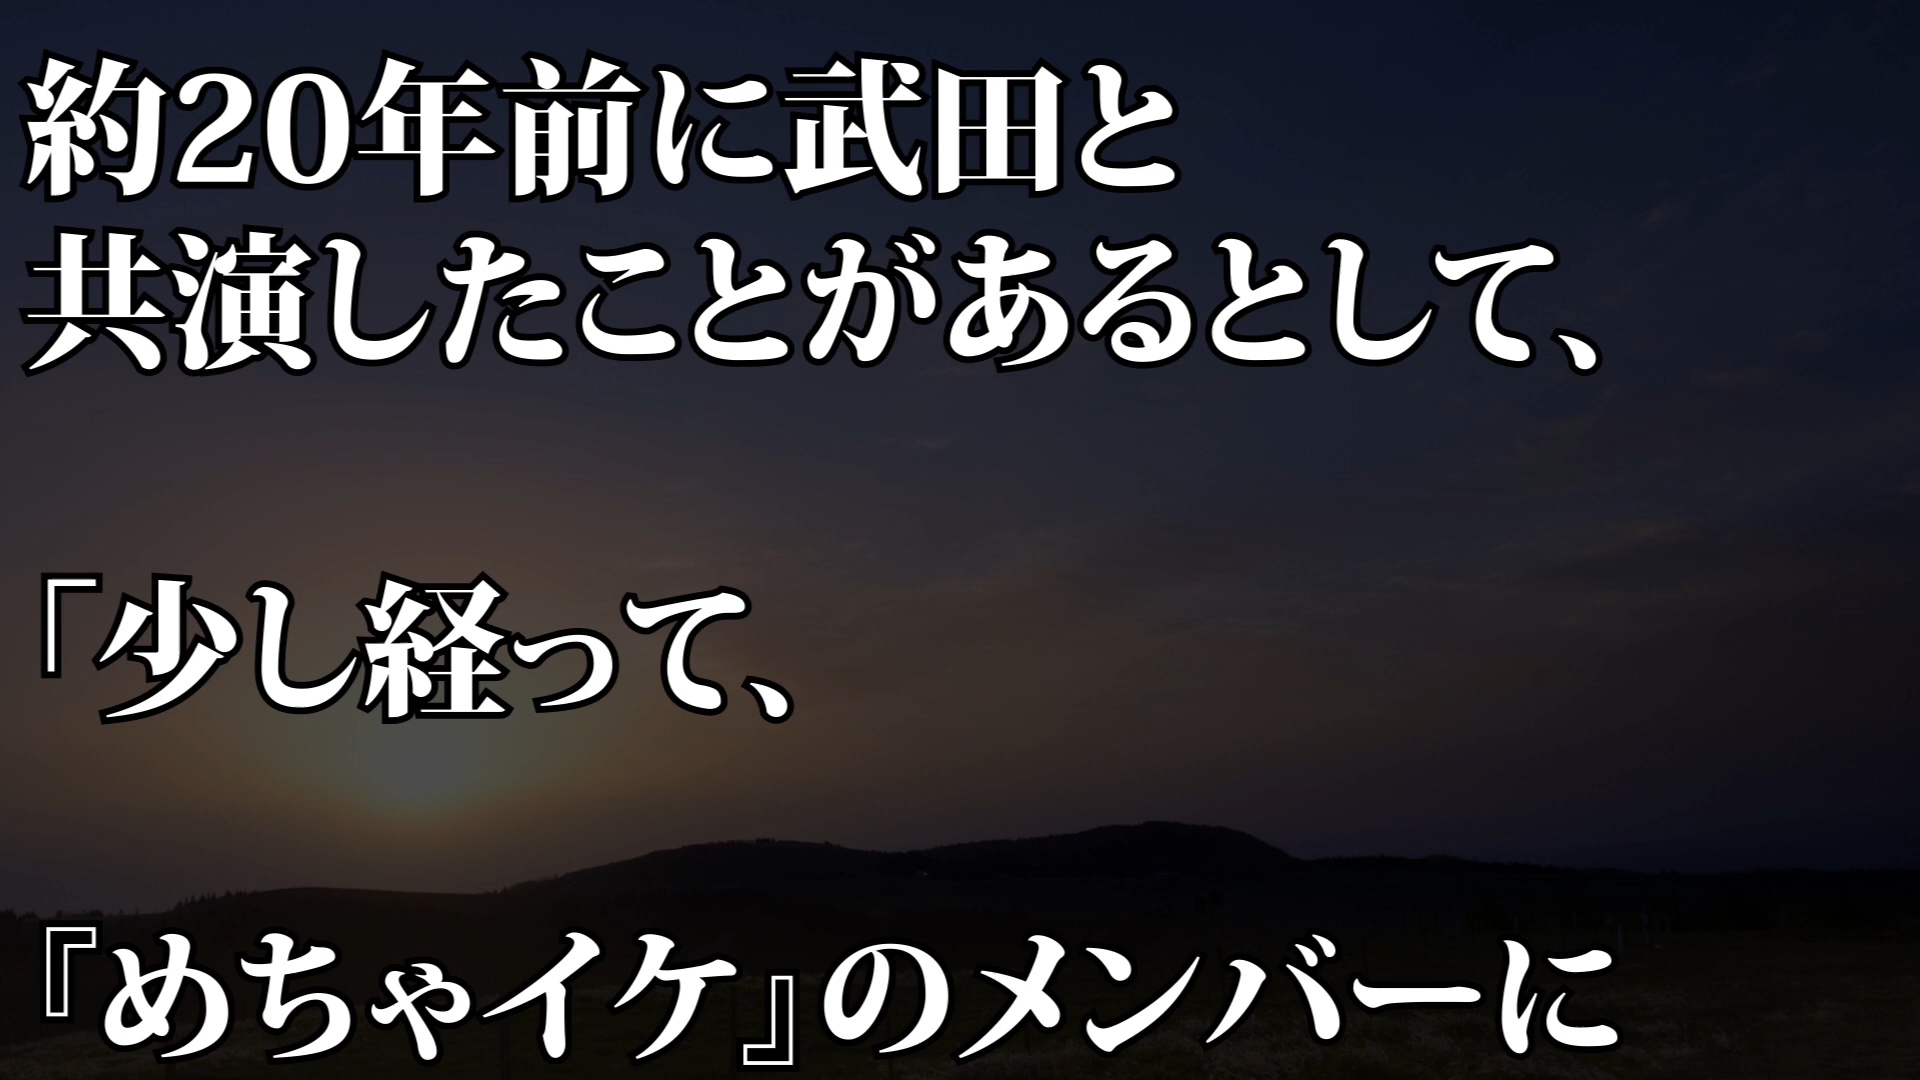 約20年前に武田と
共演したことがあるとして、
「少し経って、
『めちゃイケ』のメンバーに